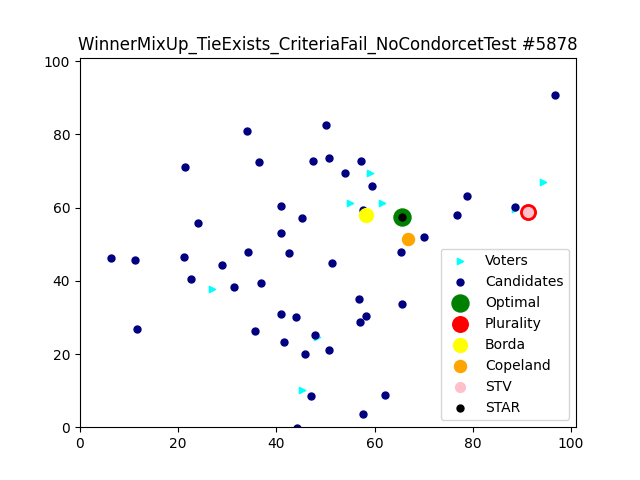 WinnerMixUp_TieExists_CriteriaFail_NoCondorcetTest #5878
100
80
60
40
20
0
0 20 40 60 80 100
Voters
Candidates
Optimal
Plurality
Borda
Copeland
STV
STAR